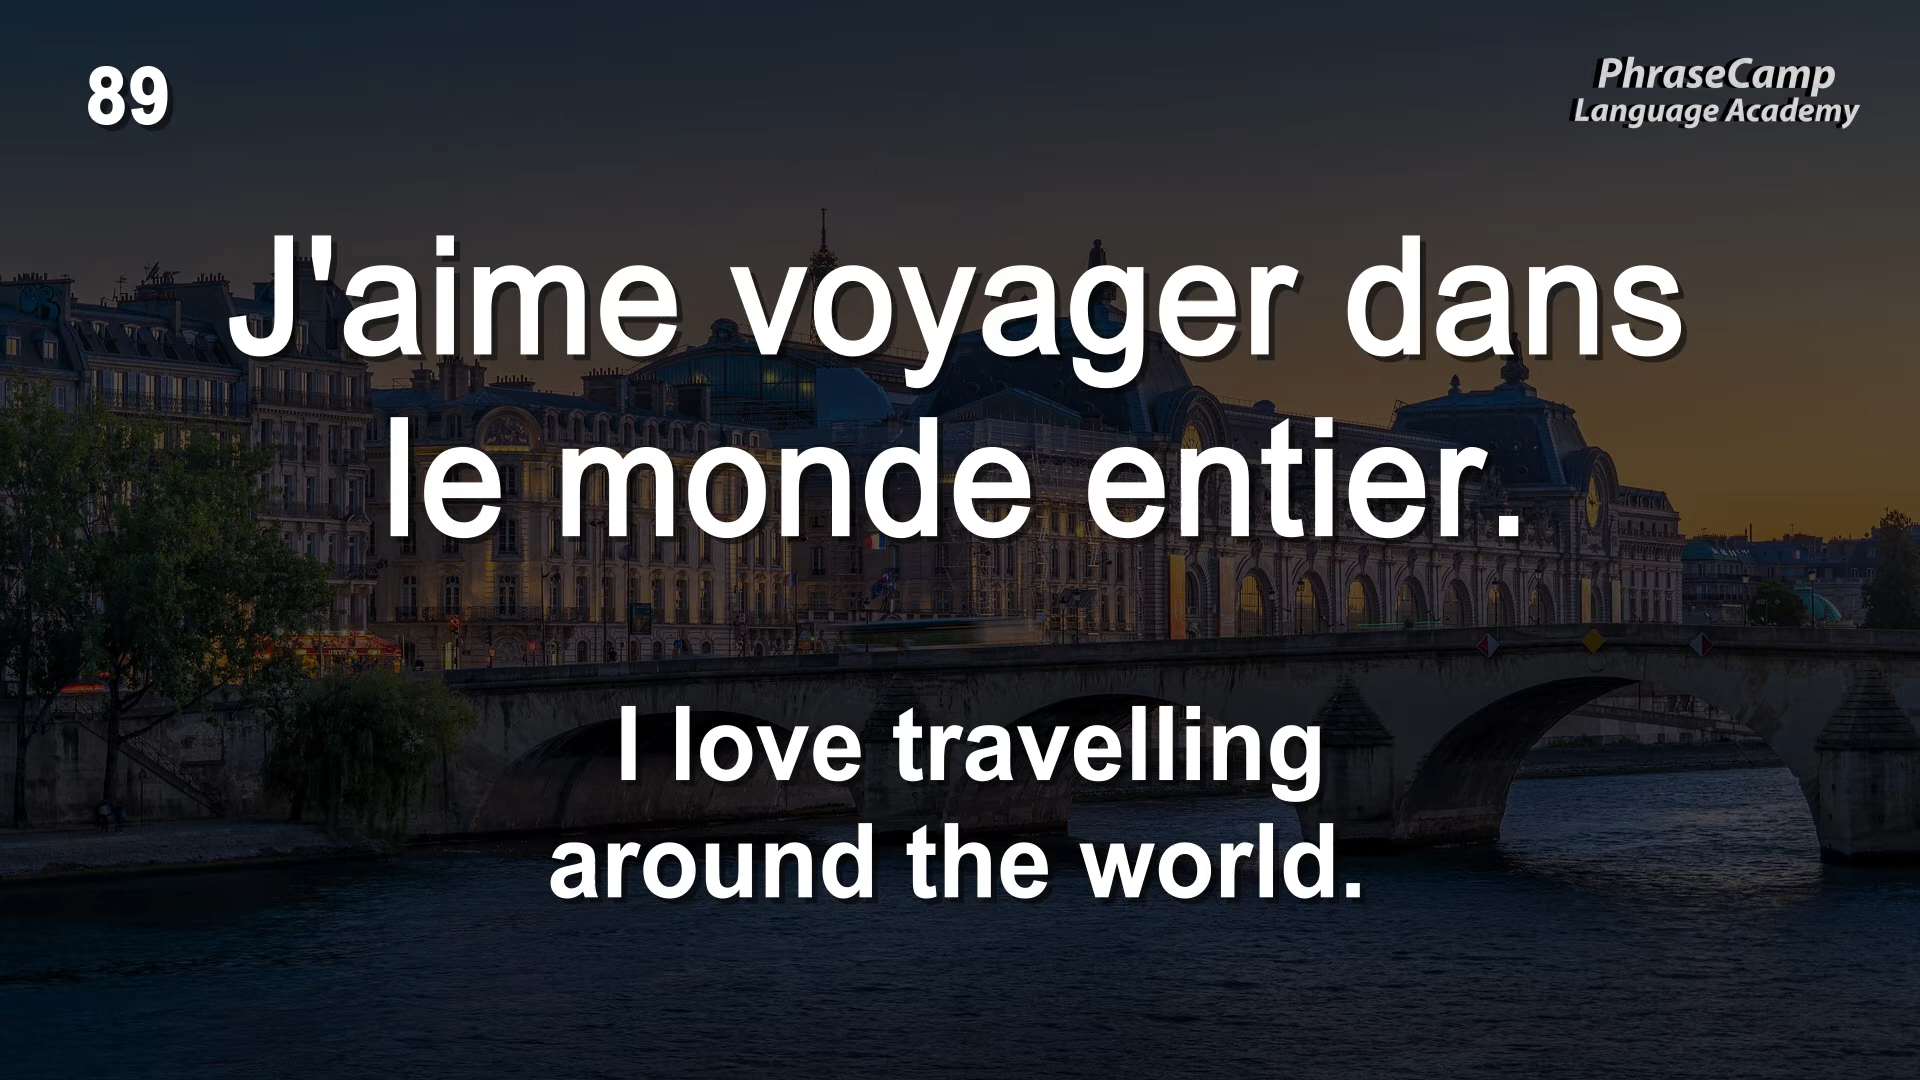 89
PhraseCamp
Language Academy
J'aime voyager dans
le monde entier.
I love travelling
around the world.